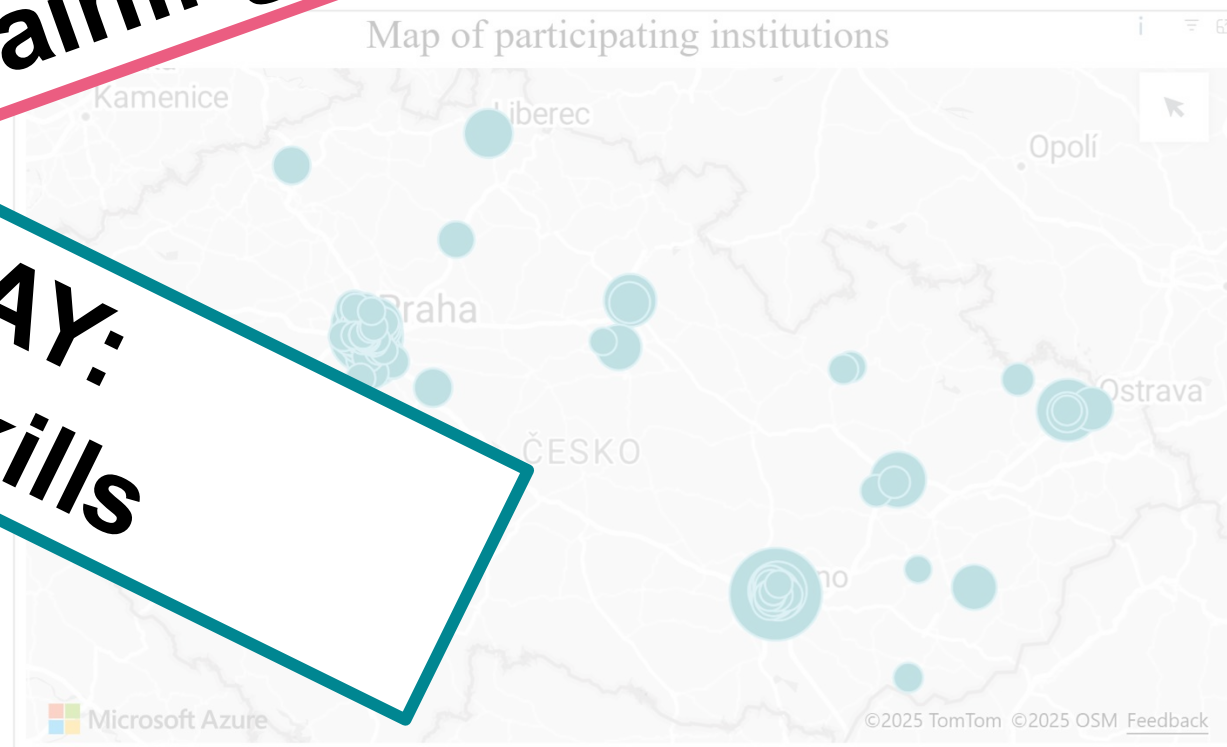 Map of participating institutions
Kamenice
Liberec
Opolí
Praha
AY:
Ostrava
ČESKO
kills
no
Microsoft Azure
©2025 TomTom ©2025 OSM Feedback